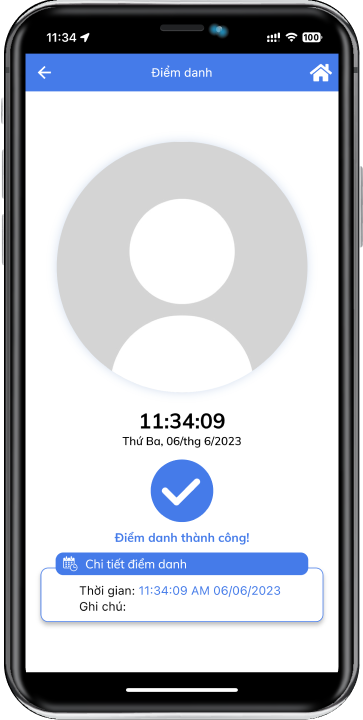 11:34
100
Điểm danh
11:34:09
Thứ Ba, 06/thg 6/2023
Điểm danh thành công!
Chi tiết điểm danh
Thời gian: 11:34:09 AM 06/06/2023
Ghi chú: